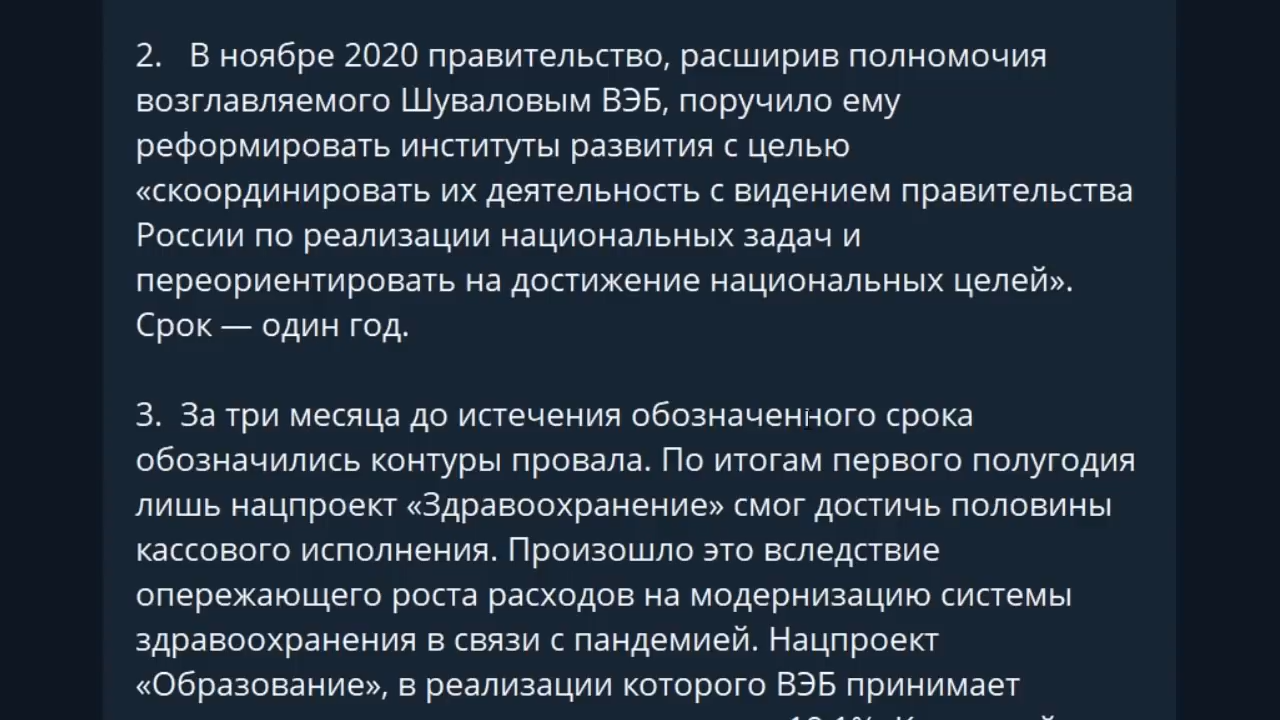 2. В ноябре 2020 правительство, расширив полномочия
возглавляемого Шуваловым ВЭБ, поручило ему
реформировать институты развития с целью
«скоординировать их деятельность с видением правительства
России по реализации национальных задач и
переориентировать на достижение национальных целей».
Срок — один год.
3. За три месяца до истечения обозначенного срока
обозначились контуры провала. По итогам первого полугодия
лишь нацпроект «Здравоохранение» смог достичь половины
кассового исполнения. Произошло это вследствие
опережающего роста расходов на модернизацию системы
здравоохранения в связи с пандемией. Нацпроект
«Образование», в реализации которого ВЭБ принимает